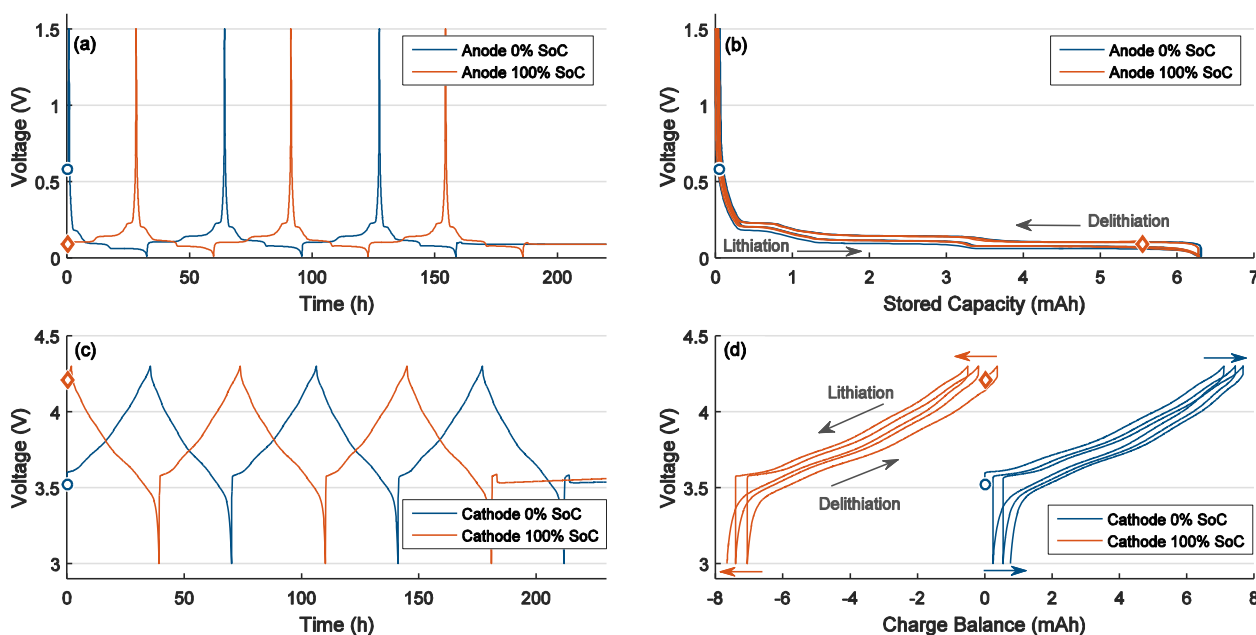 (a)
Anode 0% SoC
Anode 100% SoC
1.5
1
0.5
0
Voltage (V)
0 50 100 150 200
Time (h)
(b)
Anode 0% SoC
Anode 100% SoC
Delithiation
Lithiation
1.5
1
0.5
0
Voltage (V)
0 1 2 3 4 5 6 7
Stored Capacity (mAh)
(c)
4.5
4
3.5
3
Voltage (V)
Cathode 0% SoC
Cathode 100% SoC
0 50 100 150 200
Time (h)
(d)
4.5
4
3.5
3
Voltage (V)
Lithiation
Delithiation
Cathode 0% SoC
Cathode 100% SoC
-8 -6 -4 -2 0 2 4 6 8
Charge Balance (mAh)